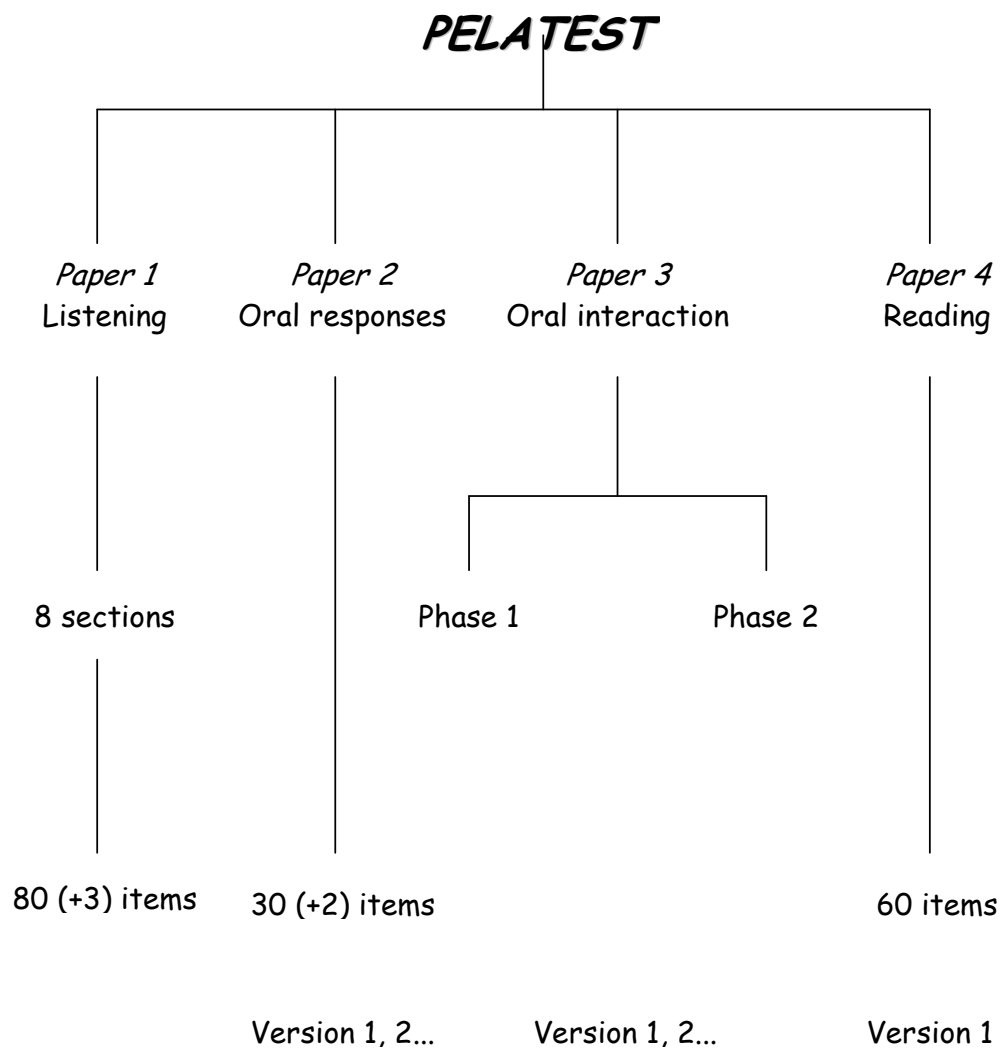 PELATEST
Paper 1
Listening
Paper 2
Oral responses
Paper 3
Oral interaction
Paper 4
Reading
8 sections
Phase 1
Phase 2
80 (+3) items
30 (+2) items
60 items
Version 1, 2...
Version 1, 2...
Version 1